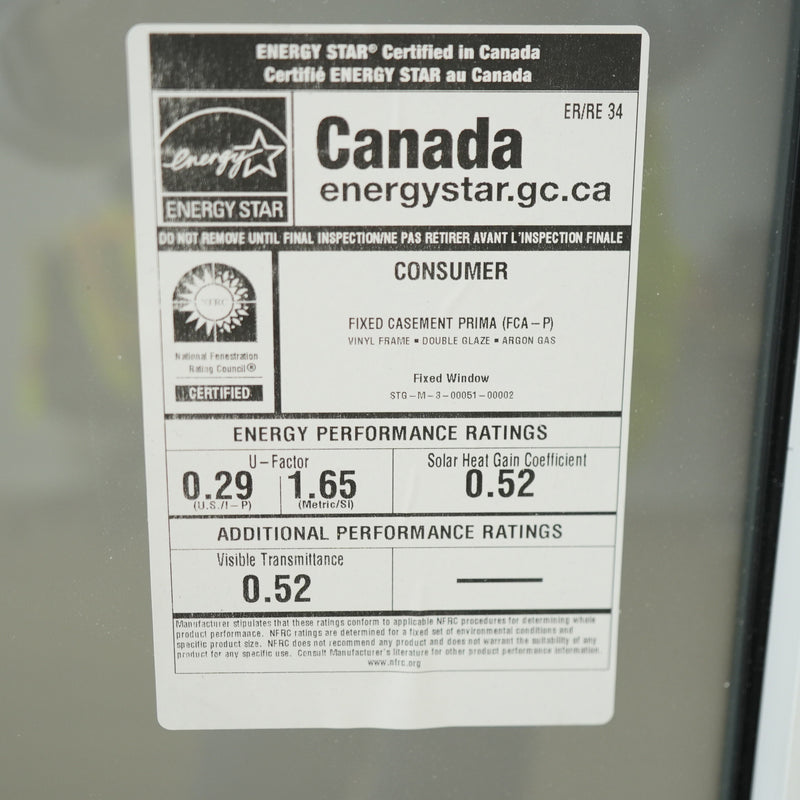 ENERGY STAR® Certified in Canada
Certifié ENERGY STAR au Canada
ER/RE 34
energy
ENERGY STAR
Canada
energystar.gc.ca
DO NOT REMOVE UNTIL FINAL INSPECTION/NE PAS RETIRER AVANT L'INSPECTION FINALE
NFRC
National Fenestration
Rating Council®
CERTIFIED
CONSUMER
FIXED CASEMENT PRIMA (FCA-P)
VINYL FRAME ▪ DOUBLE GLAZE ▪ ARGON GAS
Fixed Window
STG-M-3-00051-00002
ENERGY PERFORMANCE RATINGS
U-Factor
0.29
(U.S./I-P)
1.65
(Metric/SI)
Solar Heat Gain Coefficient
0.52
ADDITIONAL PERFORMANCE RATINGS
Visible Transmittance
0.52
Manufacturer stipulates that these ratings conform to applicable NFRC procedures for determining whole
product performance. NFRC ratings are determined for a fixed set of environmental conditions and
specific product size. NFRC does not recommend any product and does not warrant the suitability of any
product for any specific use. Consult Manufacturer's literature for other product performance information.
www.nfrc.org